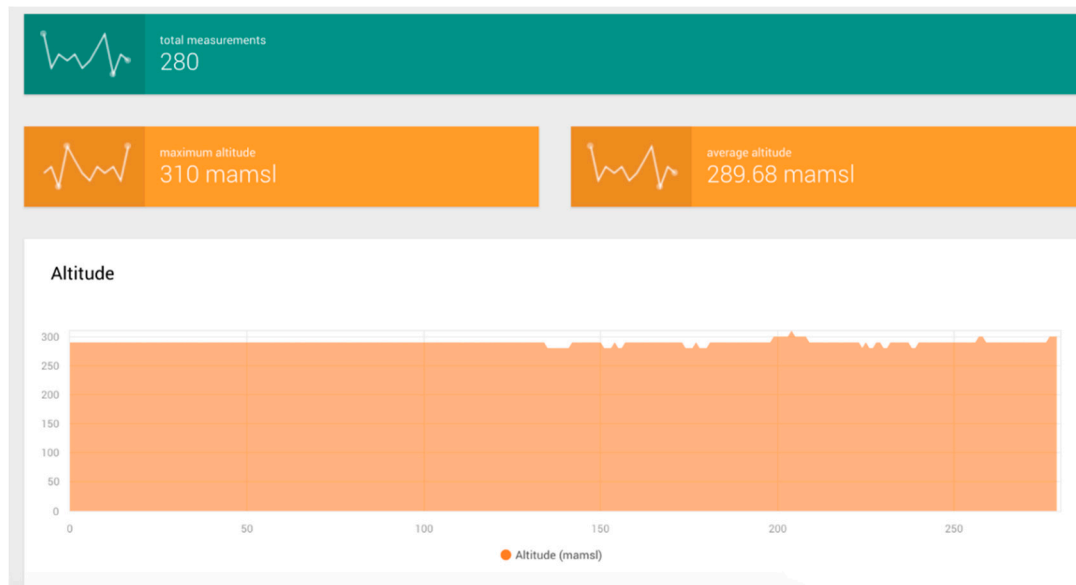 total measurements
280
maximum altitude
310 mamsl
average altitude
289.68 mamsl
Altitude
300
250
200
150
100
50
0
0 50 100 150 200 250
Altitude (mamsl)